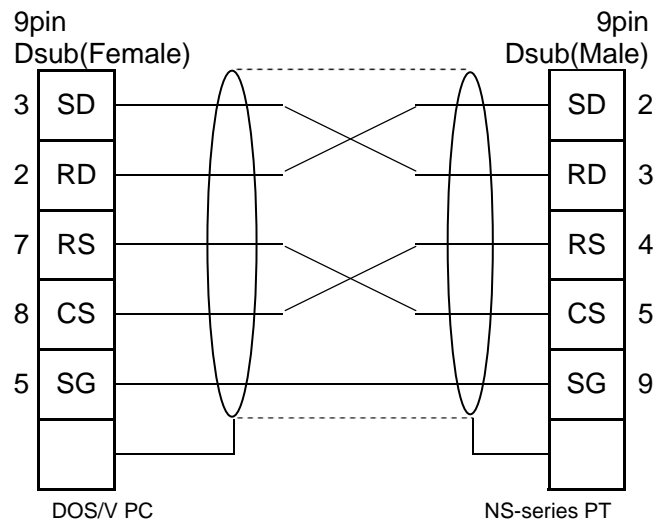 9pin
Dsub(Female)
9pin
Dsub(Male)
3 SD
SD 2
2 RD
RD 3
7 RS
RS 4
8 CS
CS 5
5 SG
SG 9
DOS/V PC
NS-series PT